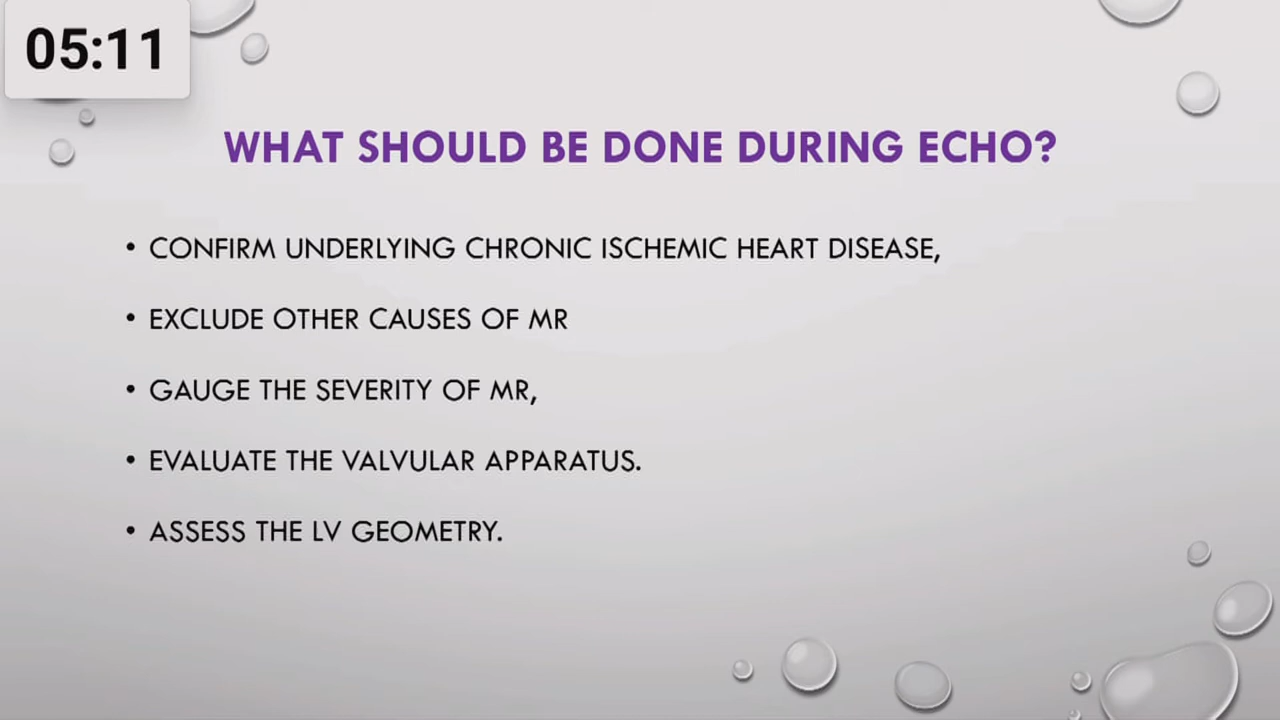 05:11
WHAT SHOULD BE DONE DURING ECHO?
• CONFIRM UNDERLYING CHRONIC ISCHEMIC HEART DISEASE,
• EXCLUDE OTHER CAUSES OF MR
• GAUGE THE SEVERITY OF MR,
• EVALUATE THE VALVULAR APPARATUS.
• ASSESS THE LV GEOMETRY.